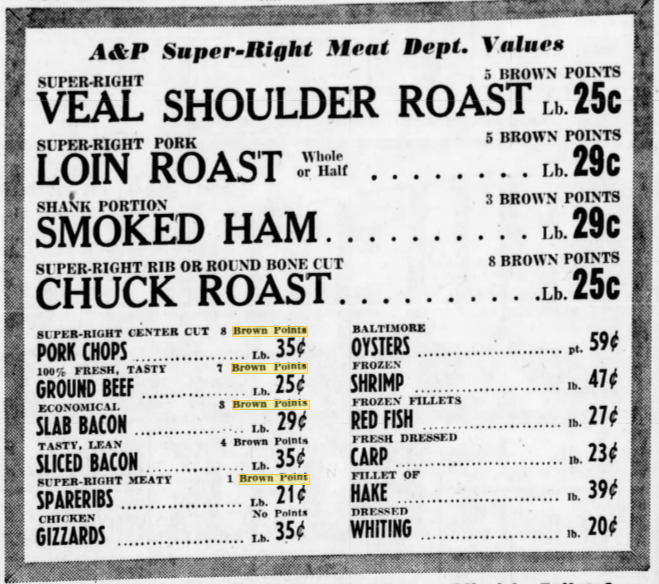 A&P Super-Right Meat Dept. Values
SUPER-RIGHT 5 BROWN POINTS
VEAL SHOULDER ROAST Lb. 25c
SUPER-RIGHT PORK 5 BROWN POINTS
LOIN ROAST Whole or Half . . . . . . . . Lb. 29c
SHANK PORTION 3 BROWN POINTS
SMOKED HAM . . . . . . . . . . Lb. 29c
SUPER-RIGHT RIB OR ROUND BONE CUT 8 BROWN POINTS
CHUCK ROAST . . . . . . . . . . Lb. 25c
SUPER-RIGHT CENTER CUT 8 Brown Points
PORK CHOPS Lb. 35¢
100% FRESH, TASTY 7 Brown Points
GROUND BEEF Lb. 25¢
ECONOMICAL 3 Brown Points
SLAB BACON Lb. 29¢
TASTY, LEAN 4 Brown Points
SLICED BACON Lb. 35¢
SUPER-RIGHT MEATY 1 Brown Point
SPARERIBS Lb. 21¢
CHICKEN No Points
GIZZARDS Lb. 35¢
BALTIMORE
OYSTERS pt. 59¢
FROZEN
SHRIMP lb. 47¢
FROZEN FILLETS
RED FISH lb. 27¢
FRESH DRESSED
CARP lb. 23¢
FILLET OF
HAKE lb. 39¢
DRESSED
WHITING lb. 20¢